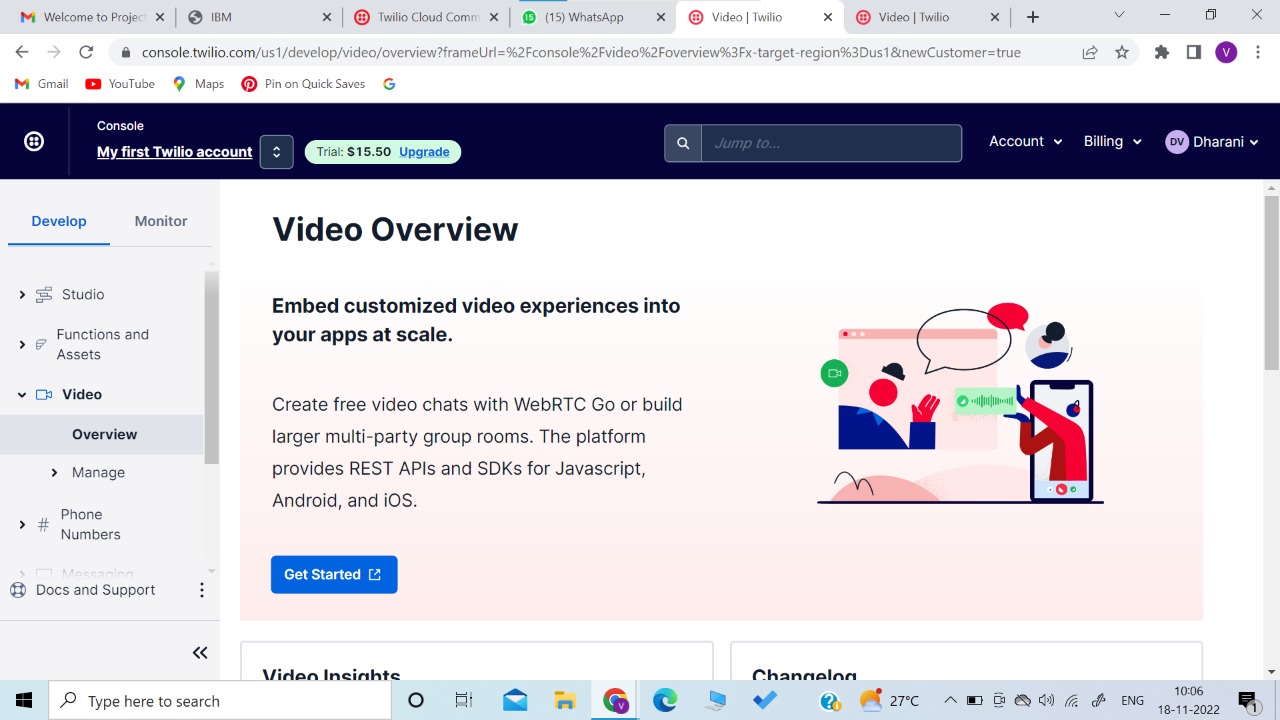 Welcome to Project
IBM
Twilio Cloud Comm
(15) WhatsApp
Video | Twilio
Video | Twilio
console.twilio.com/us1/develop/video/overview?frameUrl=%2Fconsole%2Fvideo%2Foverview%3Fx-target-region%3Dus1&newCustomer=true
V
Gmail
YouTube
Maps
Pin on Quick Saves
Console
My first Twilio account
Trial: $15.50 Upgrade
Jump to...
Account
Billing
DV Dharani
Develop
Monitor
Studio
Functions and
Assets
Video
Overview
Manage
Phone
Numbers
Messaging
Docs and Support
Video Overview
Embed customized video experiences into
your apps at scale.
Create free video chats with WebRTC Go or build
larger multi-party group rooms. The platform
provides REST APIs and SDKs for Javascript,
Android, and iOS.
Get Started
Video Insights
Changelog
Type here to search
27°C
ENG
10:06
18-11-2022
1